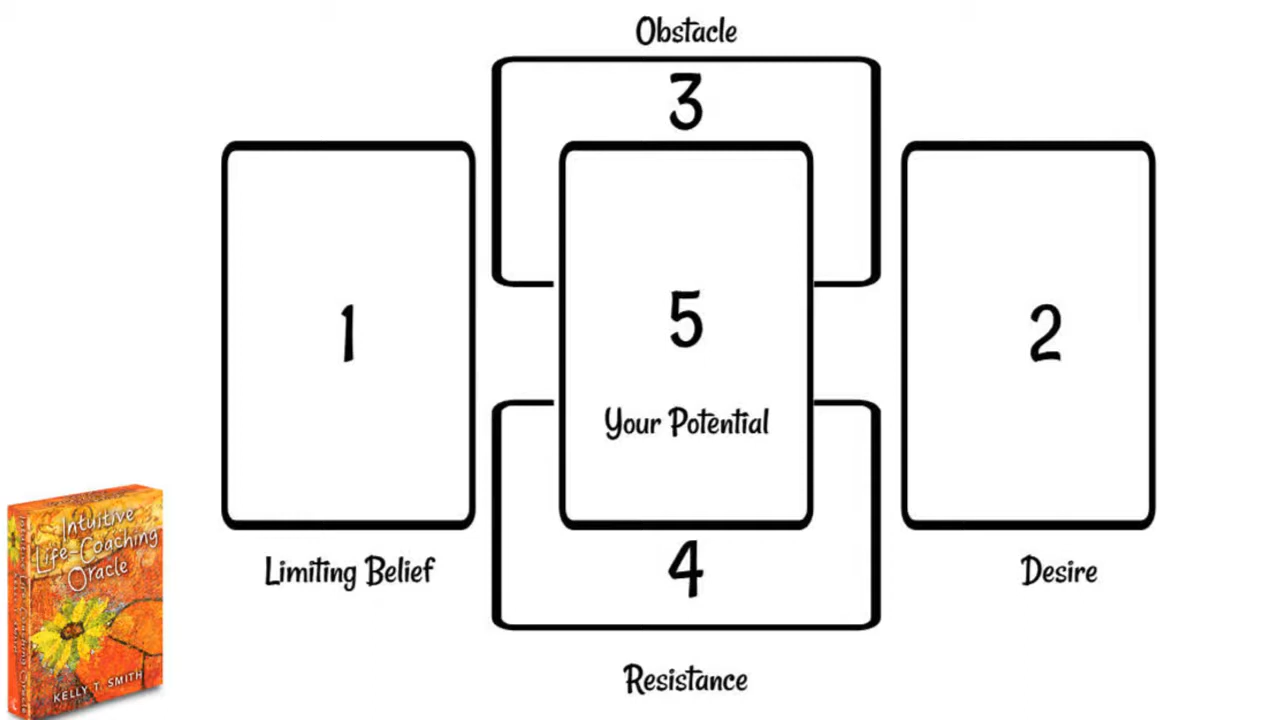 Obstacle
3
1
5
2
Your Potential
4
Limiting Belief
Desire
Resistance
Intuitive
Life-Coaching
Oracle
KELLY T. SMITH